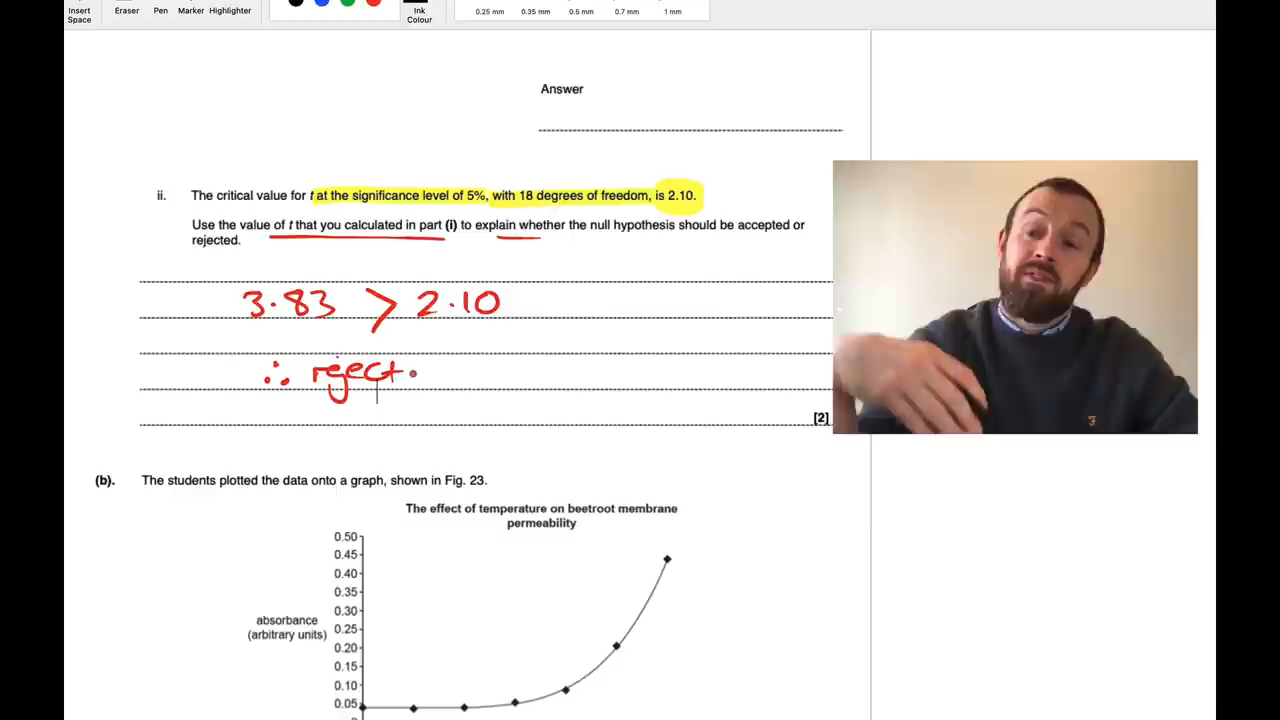 Insert
Space
Eraser
Pen
Marker
Highlighter
Ink
Colour
0.25 mm
0.35 mm
0.5 mm
0.7 mm
1 mm
Answer
ii. The critical value for t at the significance level of 5%, with 18 degrees of freedom, is 2.10.
Use the value of t that you calculated in part (i) to explain whether the null hypothesis should be accepted or
rejected.
3.83 > 2.10
∴ reject
[2]
(b). The students plotted the data onto a graph, shown in Fig. 23.
The effect of temperature on beetroot membrane
permeability
0.50
0.45
0.40
0.35
0.30
absorbance
(arbitrary units)
0.25
0.20
0.15
0.10
0.05